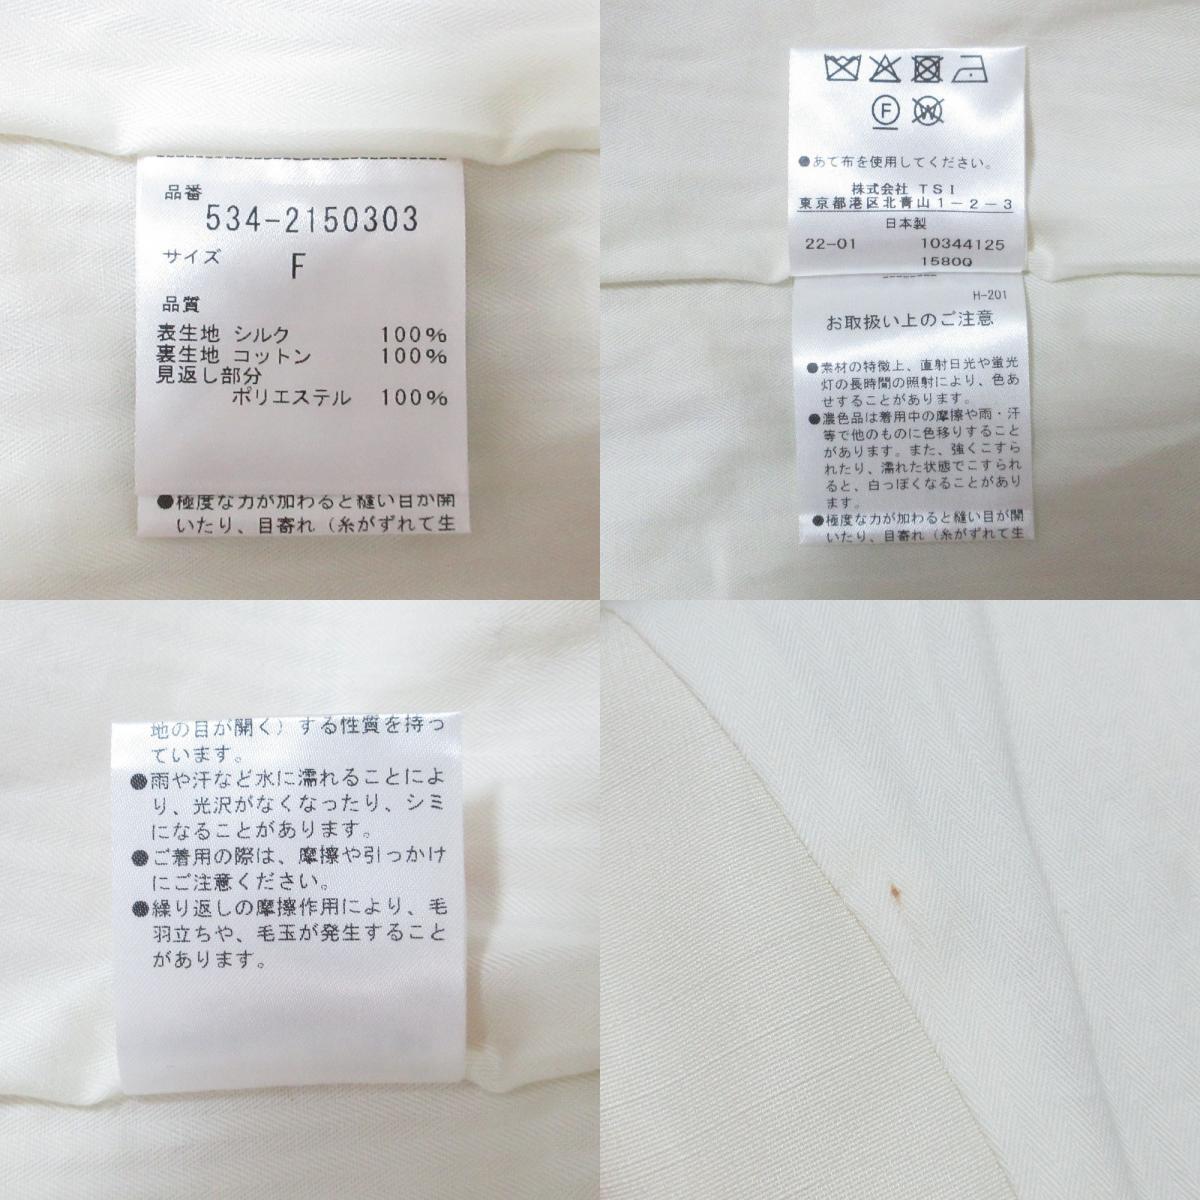 品番
534-2150303
サイズ F
品質
表生地 シルク 100%
裏生地 コットン 100%
見返し部分
ポリエステル 100%
●極度な力が加わると縫い目が開
いたり、目寄れ（糸がずれて生
F W
●あて布を使用してください。
株式会社 TSI
東京都港区北青山1-2-3
日本製
22-01 10344125
1580Q
H-201
お取扱い上のご注意
●素材の特徴上、直射日光や蛍光
灯の長時間の照射により、色あ
せすることがあります。
●濃色品は着用中の摩擦や雨・汗
等で他のものに色移りすること
があります。また、強くこすら
れたり、濡れた状態でこすられ
ると、白っぽくなることがあり
ます。
●極度な力が加わると縫い目が開
いたり、目寄れ（糸がずれて生
地の目が開く）する性質を持っ
ています。
●雨や汗など水に濡れることによ
り、光沢がなくなったり、シミ
になることがあります。
●ご着用の際は、摩擦や引っかけ
にご注意ください。
●繰り返しの摩擦作用により、毛
羽立ちや、毛玉が発生すること
があります。